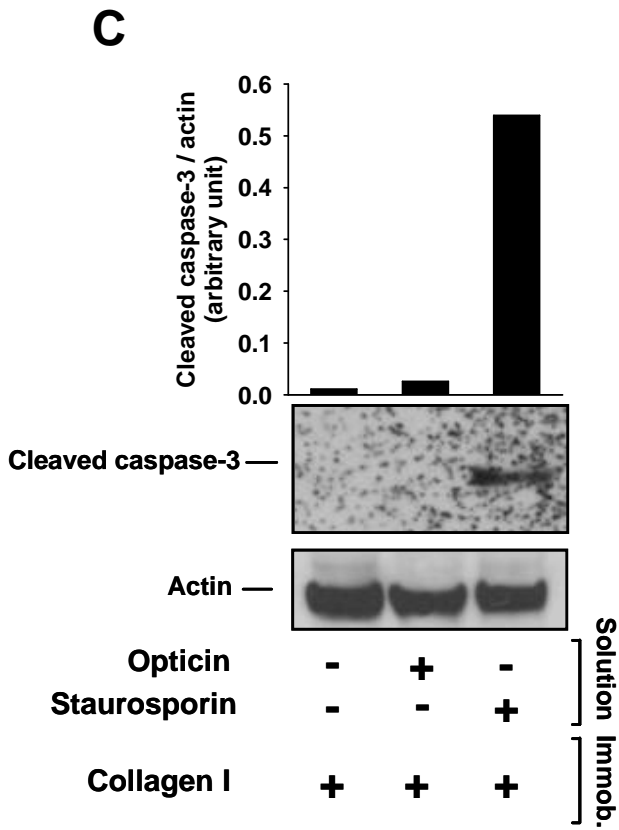 C
Cleaved caspase-3 / actin
(arbitrary unit)
0.6
0.5
0.4
0.3
0.2
0.1
0.0
Cleaved caspase-3
Actin
Opticin - + -
Staurosporin - - +
Solution
Collagen I + + +
Immob.